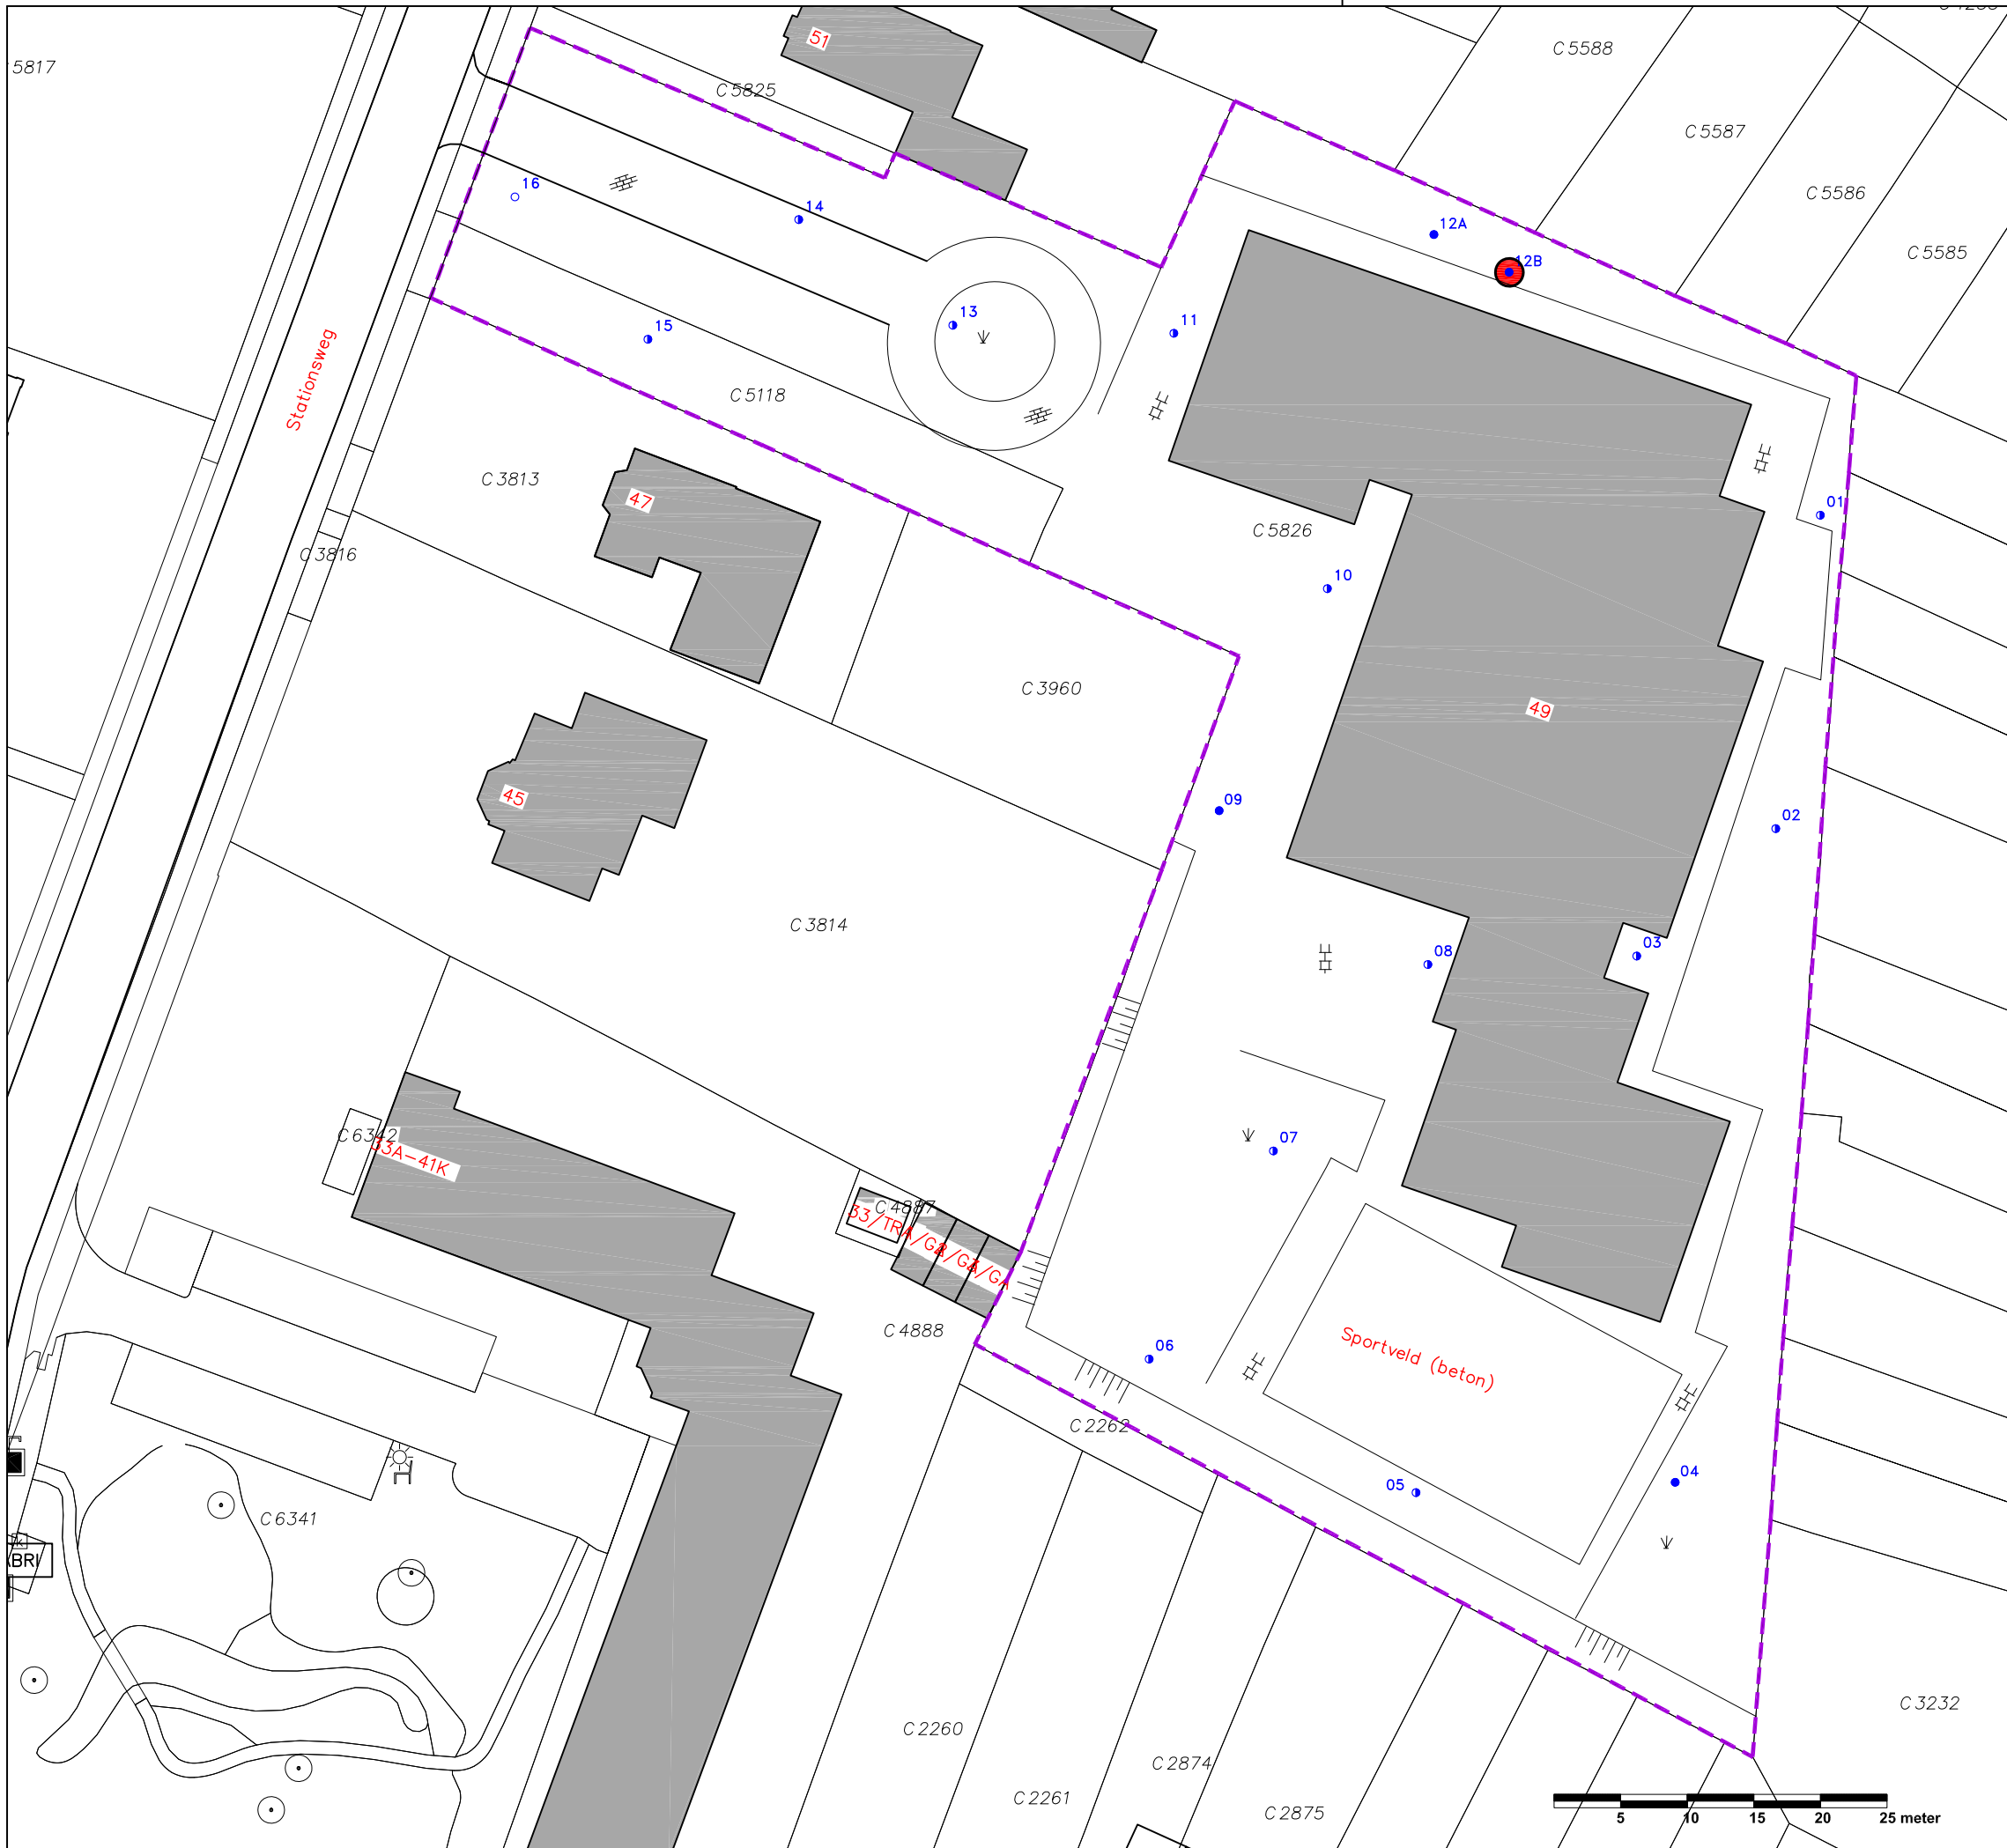 5817
51
C 5825
C 5588
C 5587
C 5586
C 5585
16
14
12A
12B
13
11
15
Stationsweg
C 5118
C 3813
47
C 3816
C 5826
01
10
C 3960
49
45
09
02
C 3814
08
03
07
C 6342
33A-41K
C 4887
C 4888
06
Sportveld (beton)
C 2262
05
04
C 6341
ABRI
C 2260
C 2261
C 2874
C 2875
C 3232
5 10 15 20 25 meter